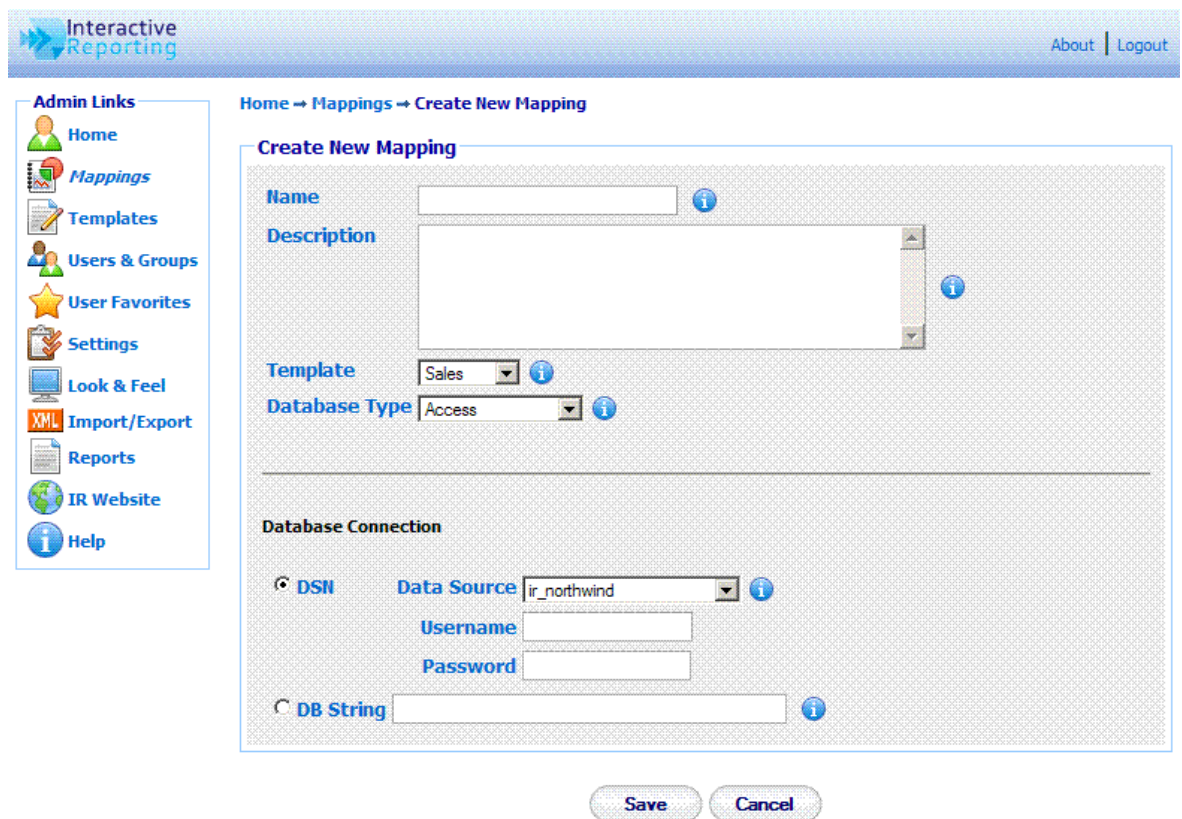 Interactive
Reporting
About | Logout
Admin Links
Home
Mappings
Templates
Users & Groups
User Favorites
Settings
Look & Feel
XML Import/Export
Reports
IR Website
Help
Home → Mappings → Create New Mapping
Create New Mapping
Name
Description
Template Sales
Database Type Access
Database Connection
DSN Data Source ir_northwind
Username
Password
DB String
Save Cancel